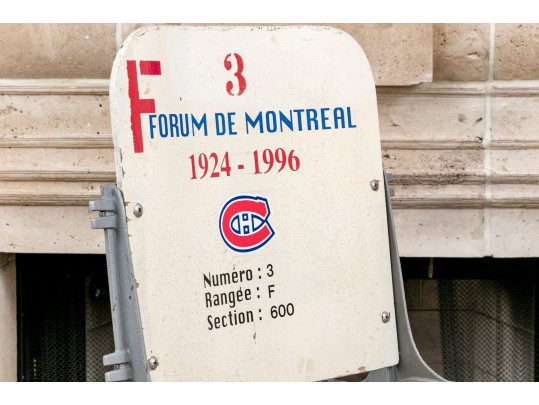 F
3
FORUM DE MONTREAL
1924 - 1996
CH
Numéro : 3
Rangée : F
Section : 600